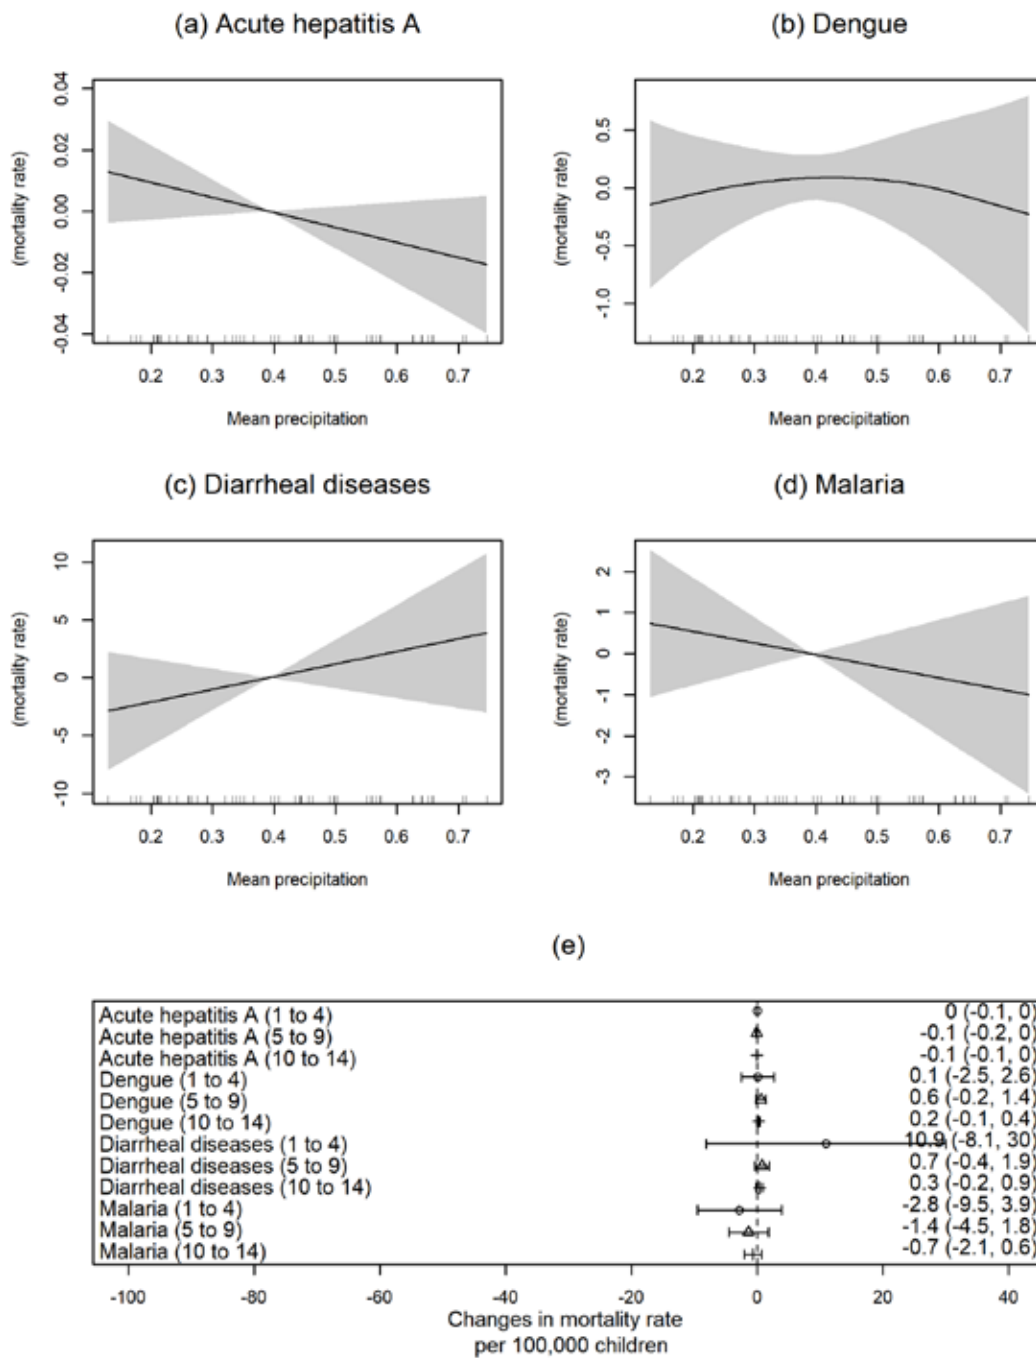 (a) Acute hepatitis A
(b) Dengue
(mortality rate)
0.04
0.02
0.00
-0.02
-0.04
0.2 0.3 0.4 0.5 0.6 0.7
Mean precipitation
(mortality rate)
0.5
0.0
-0.5
-1.0
0.2 0.3 0.4 0.5 0.6 0.7
Mean precipitation
(c) Diarrheal diseases
(d) Malaria
(mortality rate)
10
5
0
-5
-10
0.2 0.3 0.4 0.5 0.6 0.7
Mean precipitation
(mortality rate)
2
1
0
-1
-2
-3
0.2 0.3 0.4 0.5 0.6 0.7
Mean precipitation
(e)
Acute hepatitis A (1 to 4) 0 (-0.1, 0)
Acute hepatitis A (5 to 9) -0.1 (-0.2, 0)
Acute hepatitis A (10 to 14) -0.1 (-0.1, 0)
Dengue (1 to 4) 0.1 (-2.5, 2.6)
Dengue (5 to 9) 0.6 (-0.2, 1.4)
Dengue (10 to 14) 0.2 (-0.1, 0.4)
Diarrheal diseases (1 to 4) 10.9 (-8.1, 30)
Diarrheal diseases (5 to 9) 0.7 (-0.4, 1.9)
Diarrheal diseases (10 to 14) 0.3 (-0.2, 0.9)
Malaria (1 to 4) -2.8 (-9.5, 3.9)
Malaria (5 to 9) -1.4 (-4.5, 1.8)
Malaria (10 to 14) -0.7 (-2.1, 0.6)
-100 -80 -60 -40 -20 0 20 40
Changes in mortality rate
per 100,000 children